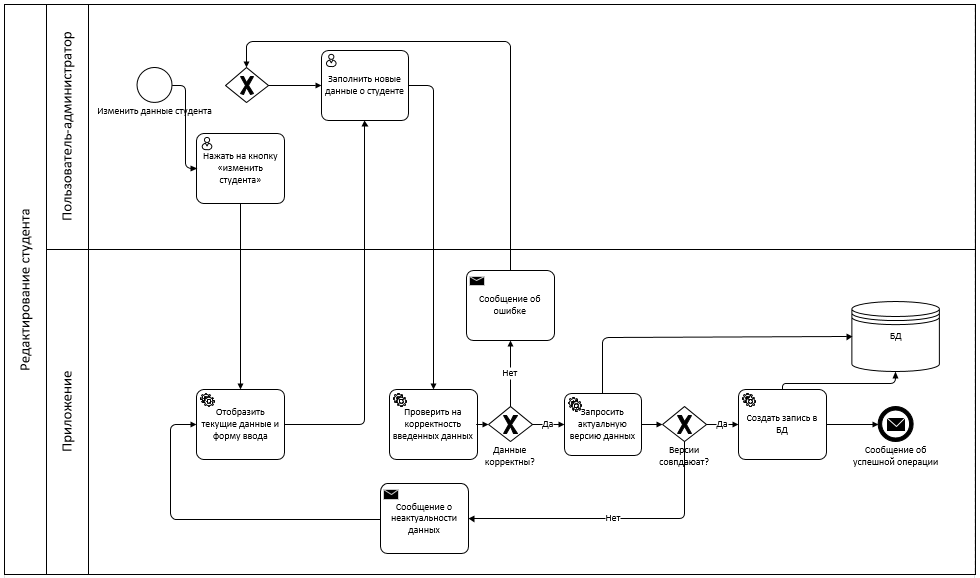 Редактирование студента
Пользователь-администратор
Изменить данные студента
Нажать на кнопку
«изменить
студента»
Заполнить новые
данные о студенте
Приложение
Отобразить
текущие данные и
форму ввода
Проверить на
корректность
введенных данных
Данные
корректны?
Нет
Сообщение об
ошибке
Да
Запросить
актуальную
версию данных
Версии
совпдаюат?
Да
Создать запись в
БД
БД
Сообщение об
успешной операции
Нет
Сообщение о
неактуальности
данных